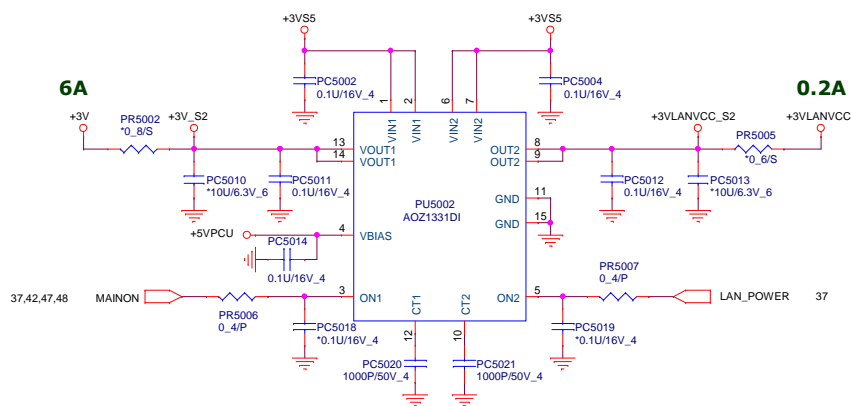 +3VS5
+3VS5
PC5002
0.1U/16V_4
PC5004
0.1U/16V_4
6A
0.2A
1
2
6
7
VIN1
VIN1
VIN2
VIN2
+3V
PR5002
*0_8/S
+3V_S2
+3VLANVCC_S2
PR5005
*0_6/S
+3VLANVCC
13
14
VOUT1
VOUT1
OUT2
OUT2
8
9
PC5010
*10U/6.3V_6
PC5011
0.1U/16V_4
PC5012
0.1U/16V_4
PC5013
*10U/6.3V_6
PU5002
AOZ1331DI
GND
11
GND
15
+5VPCU
4
VBIAS
PC5014
0.1U/16V_4
37,42,47,48
MAINON
PR5006
0_4/P
3
ON1
ON2
5
PR5007
0_4/P
LAN_POWER
37
CT1
CT2
12
10
PC5018
*0.1U/16V_4
PC5019
*0.1U/16V_4
PC5020
1000P/50V_4
PC5021
1000P/50V_4